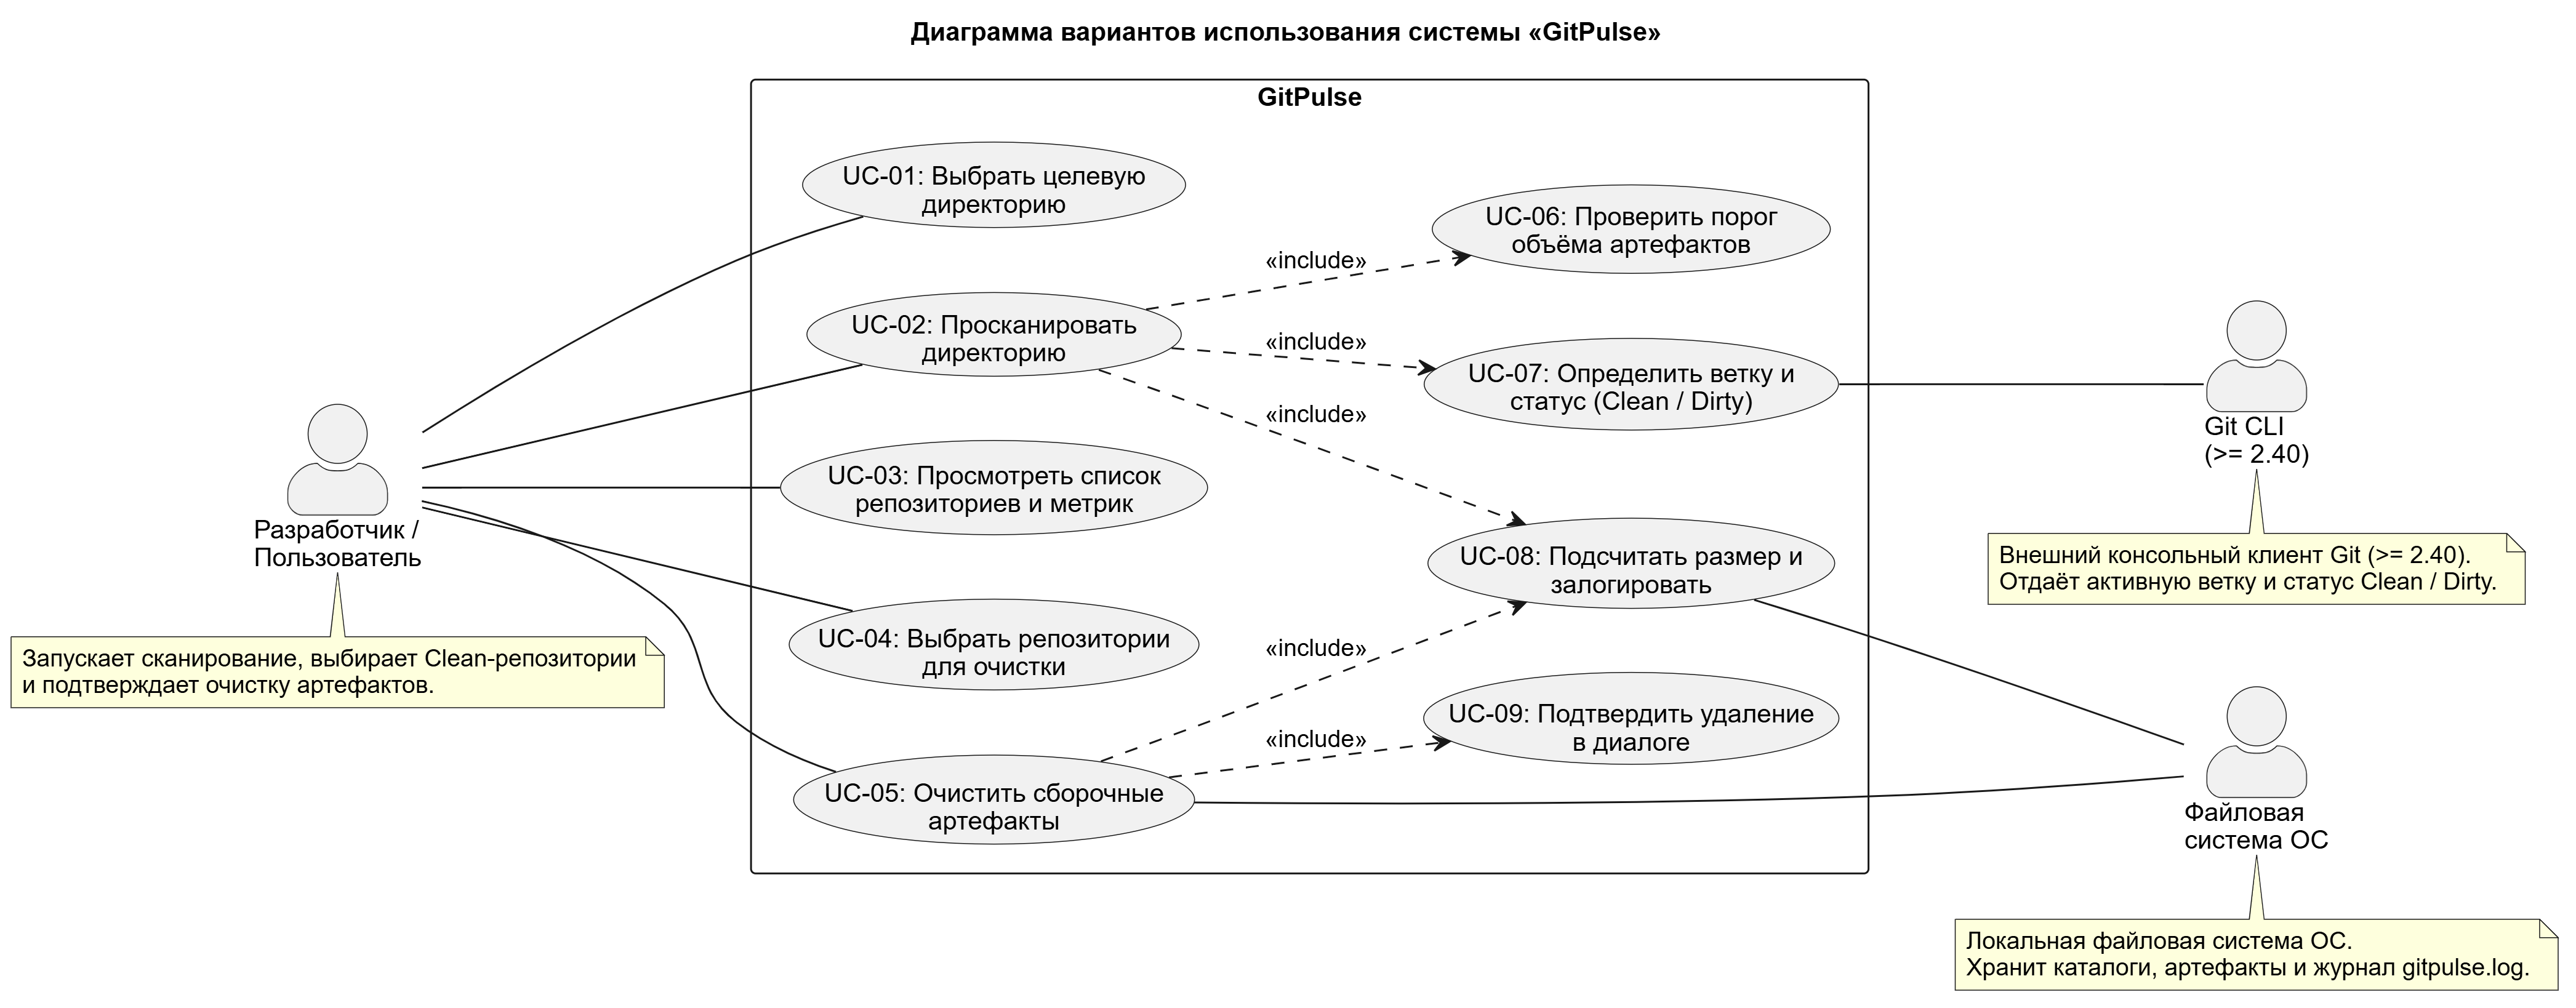 Диаграмма вариантов использования системы «GitPulse»
GitPulse
UC-01: Выбрать целевую
директорию
UC-02: Просканировать
директорию
UC-03: Просмотреть список
репозиториев и метрик
UC-04: Выбрать репозитории
для очистки
UC-05: Очистить сборочные
артефакты
«include»
«include»
«include»
«include»
«include»
UC-06: Проверить порог
объёма артефактов
UC-07: Определить ветку и
статус (Clean / Dirty)
UC-08: Подсчитать размер и
залогировать
UC-09: Подтвердить удаление
в диалоге
Разработчик /
Пользователь
Запускает сканирование, выбирает Clean-репозитории
и подтверждает очистку артефактов.
Git CLI
(>= 2.40)
Внешний консольный клиент Git (>= 2.40).
Отдаёт активную ветку и статус Clean / Dirty.
Файловая
система ОС
Локальная файловая система ОС.
Хранит каталоги, артефакты и журнал gitpulse.log.